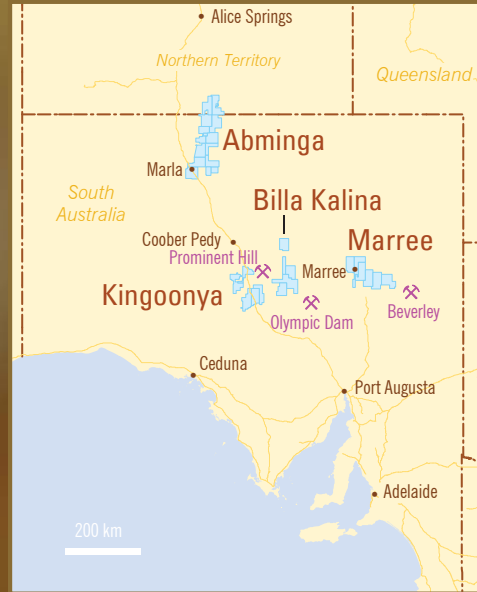 Alice Springs
Northern Territory
Queensland
Abminga
Marla
South
Australia
Billa Kalina
Coober Pedy
Marree
Prominent Hill
Marree
Kingoonya
Beverley
Olympic Dam
Ceduna
Port Augusta
Adelaide
200 km